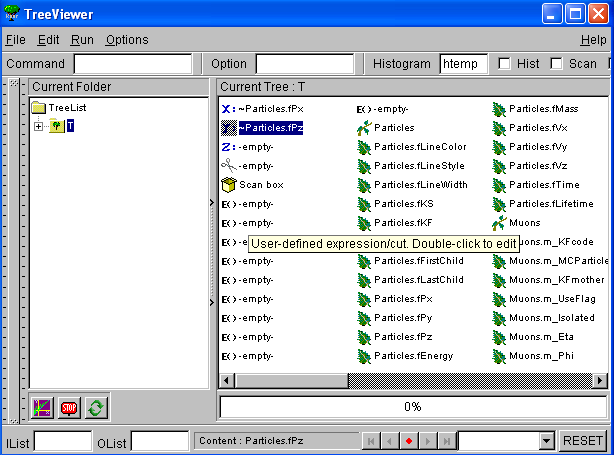 TreeViewer
File Edit Run Options Help
Command Option Histogram htemp Hist Scan
Current Folder
TreeList
T
Current Tree : T
X: ~Particles.fPx
~Particles.fPz
Z: -empty-
-empty-
Scan box
E() -empty-
E() -e
E() -empty-
E() -empty-
E() -empty-
E() -empty-
E() -empty-
E() -empty-
E() -empty-
Particles
Particles.fLineColor
Particles.fLineStyle
Particles.fLineWidth
Particles.fKS
Particles.fKF
User-defined expression/cut. Double-click to edit
Particles.fFirstChild
Particles.fLastChild
Particles.fPx
Particles.fPy
Particles.fPz
Particles.fEnergy
Particles.fMass
Particles.fVx
Particles.fVy
Particles.fVz
Particles.fTime
Particles.fLifetime
Muons
Muons.m_KFcode
Muons.m_MCParticle
Muons.m_KFmother
Muons.m_UseFlag
Muons.m_Isolated
Muons.m_Eta
Muons.m_Phi
STOP
0%
IList OList Content : Particles.fPz RESET